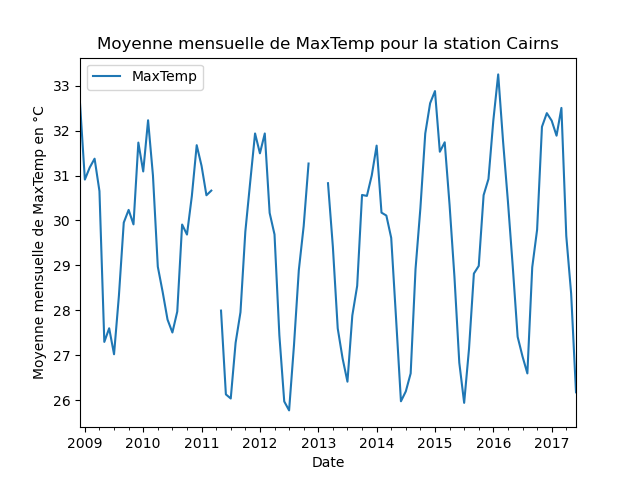 Moyenne mensuelle de MaxTemp pour la station Cairns
MaxTemp
Moyenne mensuelle de MaxTemp en °C
33
32
31
30
29
28
27
26
2009 2010 2011 2012 2013 2014 2015 2016 2017
Date